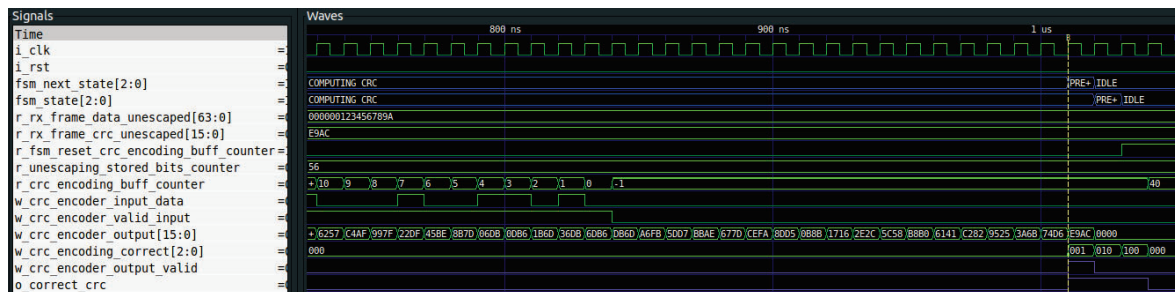 Signals
Waves
Time
800 ns 900 ns 1 us
i_clk =
i_rst =
fsm_next_state[2:0] = COMPUTING CRC PRE+ IDLE
fsm_state[2:0] = COMPUTING CRC PRE+ IDLE
r_rx_frame_data_unescaped[63:0] = 000000123456789A
r_rx_frame_crc_unescaped[15:0] = E9AC
r_fsm_reset_crc_encoding_buff_counter=
r_unescaping_stored_bits_counter = 56
r_crc_encoding_buff_counter = + 10 9 8 7 6 5 4 3 2 1 0 -1 40
w_crc_encoder_input_data =
w_crc_encoder_valid_input =
w_crc_encoder_output[15:0] = + 6257 C4AF 997F 22DF 45BE 8B7D 06DB 0DB6 1B6D 36DB 6DB6 DB6D A6FB 5DD7 BBAE 677D CEFA 8DD5 0B8B 1716 2E2C 5C58 B8B0 6141 C282 9525 3A6B 74D6 E9AC 0000
w_crc_encoding_correct[2:0] = 000 001 010 100 000
w_crc_encoder_output_valid =
o_correct_crc =